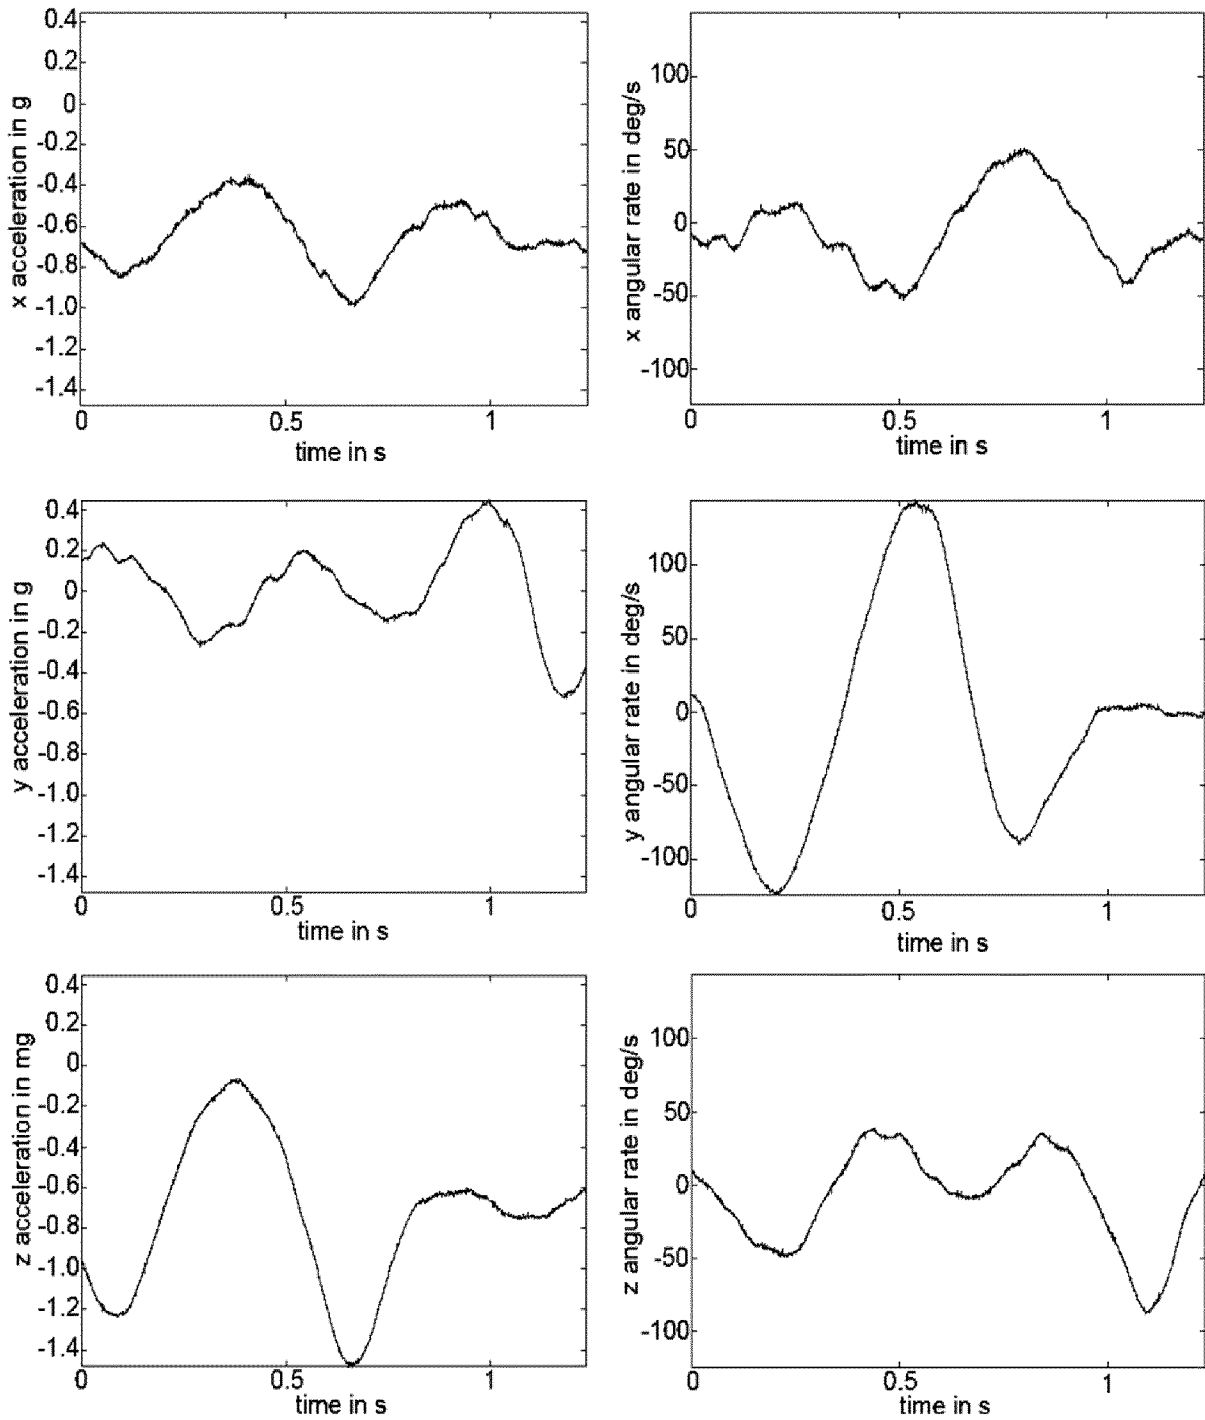 0.4
0.2
0
-0.2
-0.4
-0.6
-0.8
-1.0
-1.2
-1.4
x acceleration in g
0 0.5 1
time in s
100
50
0
-50
-100
x angular rate in deg/s
0 0.5 1
time in s
0.4
0.2
0
-0.2
-0.4
-0.6
-0.8
-1.0
-1.2
-1.4
y acceleration in g
0 0.5 1
time in s
100
50
0
-50
-100
y angular rate in deg/s
0 0.5 1
time in s
0.4
0.2
0
-0.2
-0.4
-0.6
-0.8
-1.0
-1.2
-1.4
z acceleration in mg
0 0.5 1
time in s
100
50
0
-50
-100
z angular rate in deg/s
0 0.5 1
time in s